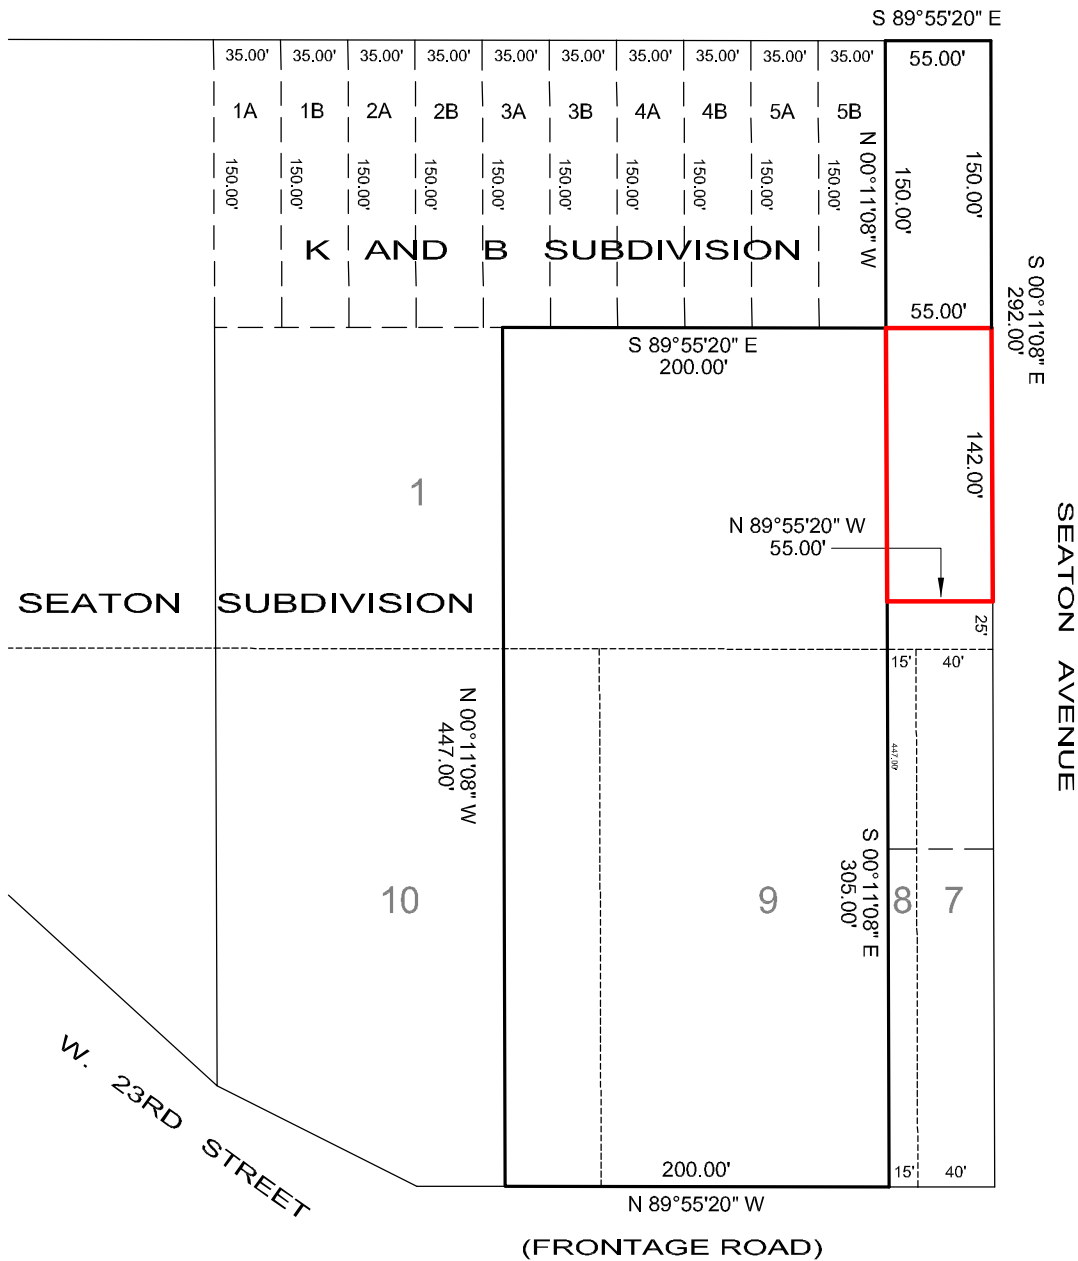 S 89°55'20" E
35.00' 35.00' 35.00' 35.00' 35.00' 35.00' 35.00' 35.00' 35.00' 35.00' 55.00'
1A 1B 2A 2B 3A 3B 4A 4B 5A 5B
150.00' 150.00' 150.00' 150.00' 150.00' 150.00' 150.00' 150.00' 150.00' 150.00'
N 00°11'08" W
150.00'
150.00'
K AND B SUBDIVISION
S 00°11'08" E
292.00'
55.00'
S 89°55'20" E
200.00'
142.00'
1
N 89°55'20" W
55.00'
SEATON SUBDIVISION
SEATON AVENUE
25'
15' 40'
N 00°11'08" W
447.00'
447.00'
S 00°11'08" E
305.00'
10 9 8 7
W. 23RD STREET
200.00' 15' 40'
N 89°55'20" W
(FRONTAGE ROAD)